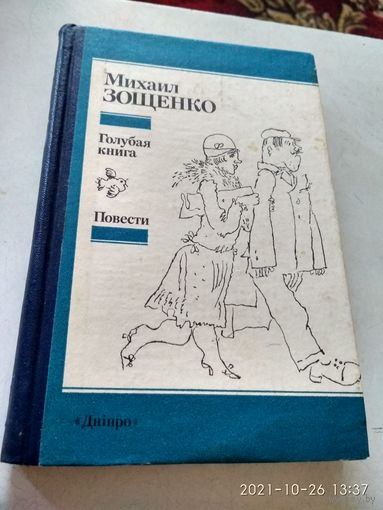 Михаил
ЗОЩЕНКО
Голубая
книга
Повести
«Дніпро»
2021-10-26 13:37